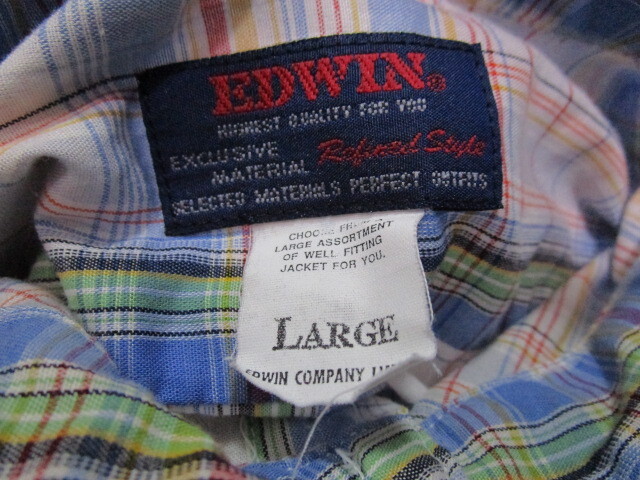 EDWIN®
HIGHEST QUALITY FOR YOU
EXCLUSIVE
MATERIAL
Refined Style
SELECTED MATERIALS PERFECT OUTFITS
CHOOSE
LARGE ASSORTMENT
OF WELL FITTING
JACKET FOR YOU.
LARGE
EDWIN COMPANY